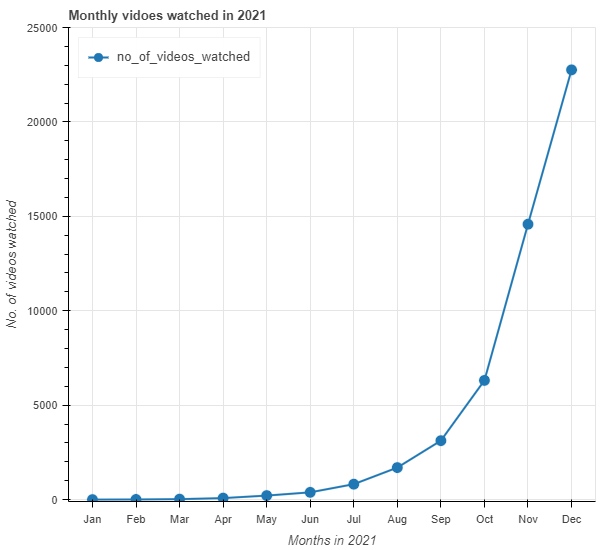 Monthly vidoes watched in 2021
no_of_videos_watched
No. of videos watched
25000
20000
15000
10000
5000
0
Jan Feb Mar Apr May Jun Jul Aug Sep Oct Nov Dec
Months in 2021